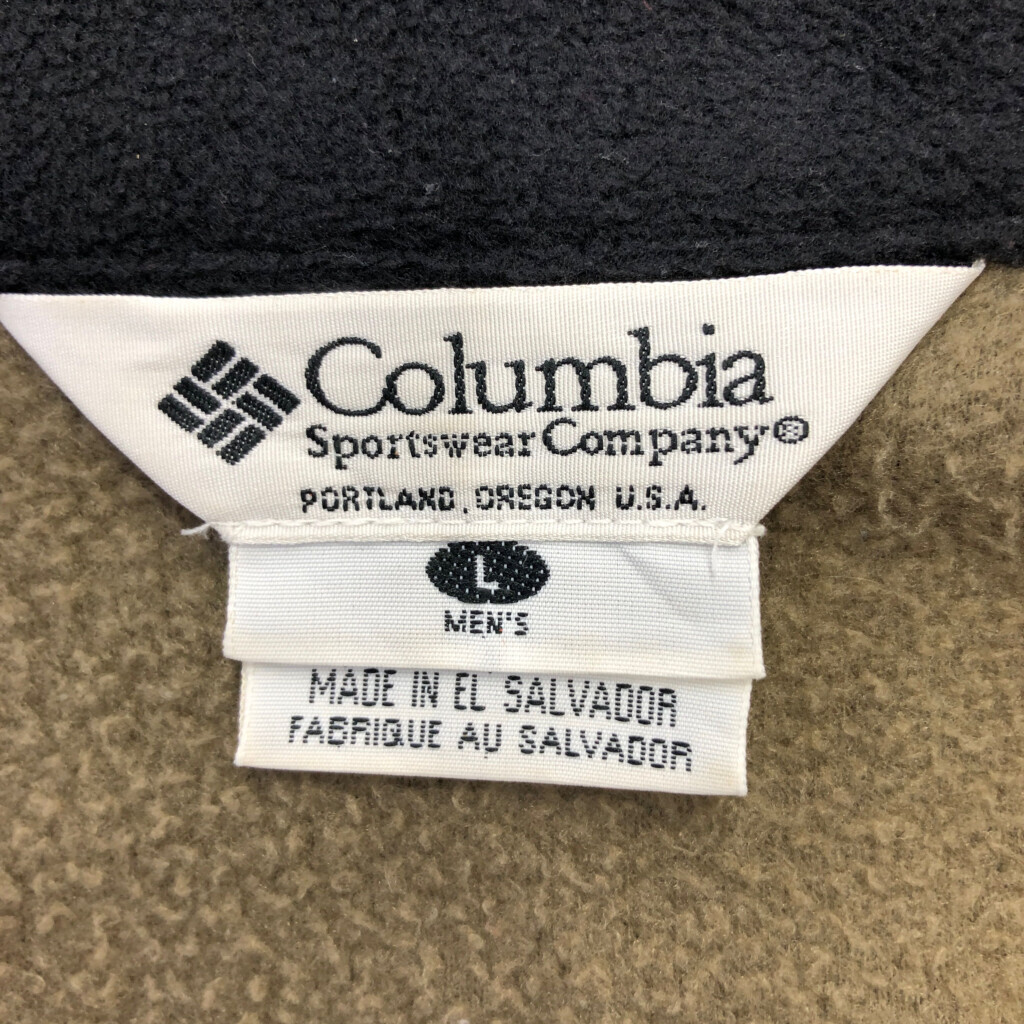 Columbia
Sportswear Company®
PORTLAND, OREGON U.S.A.
L
MEN'S
MADE IN EL SALVADOR
FABRIQUE AU SALVADOR